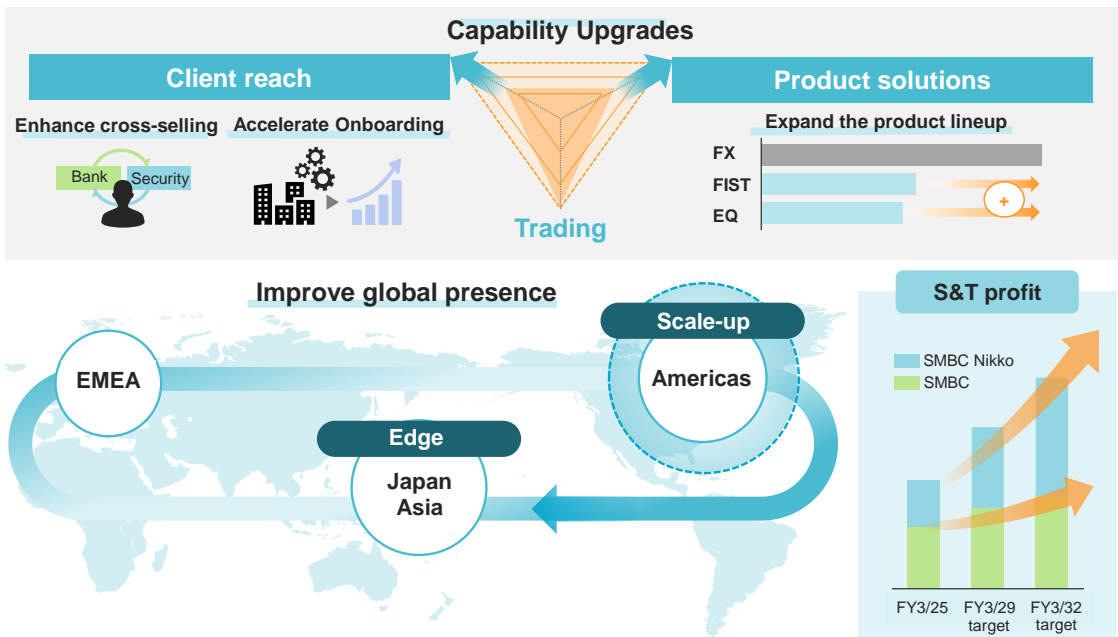 Capability Upgrades
Client reach
Enhance cross-selling
Accelerate Onboarding
Bank
Security
Trading
Product solutions
Expand the product lineup
FX
FIST
EQ
+
Improve global presence
EMEA
Scale-up
Americas
Edge
Japan
Asia
S&T profit
SMBC Nikko
SMBC
FY3/25
FY3/29
target
FY3/32
target